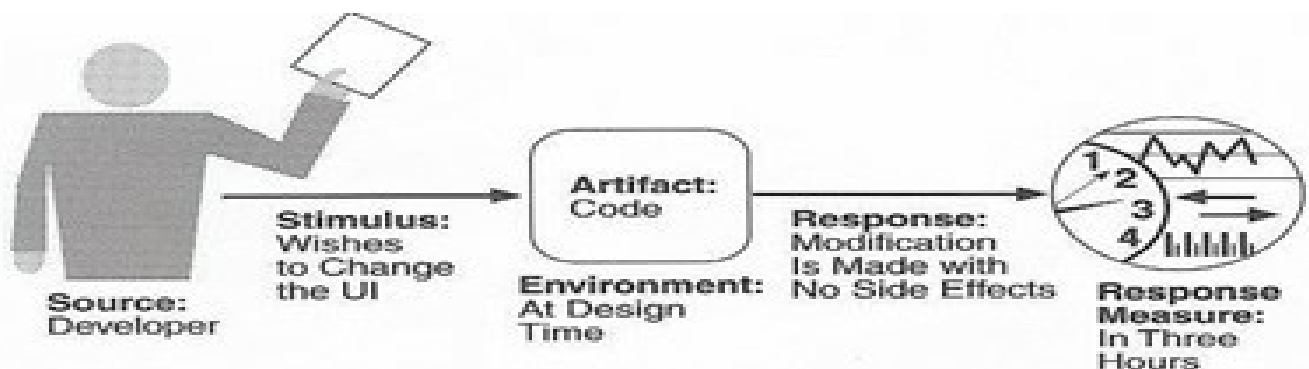 Source:
Developer
Stimulus:
Wishes
to Change
the UI
Artifact:
Code
Environment:
At Design
Time
Response:
Modification
Is Made with
No Side Effects
1
2
3
4
Response
Measure:
In Three
Hours